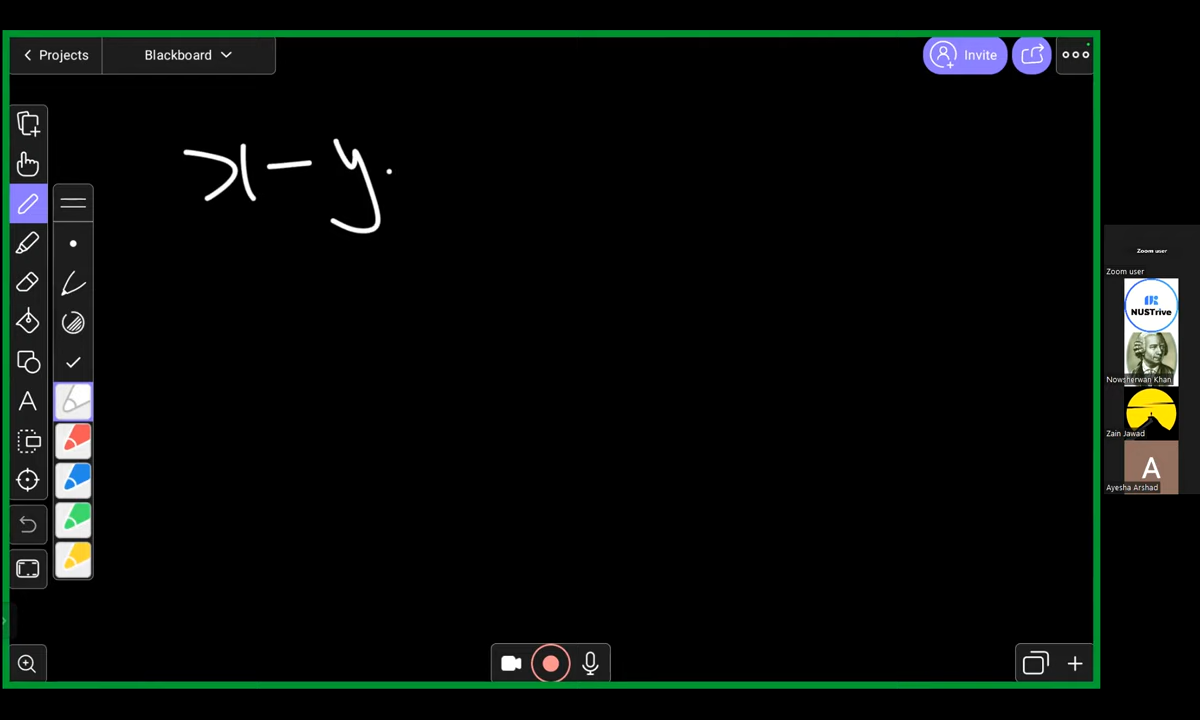 Projects
Blackboard
Invite
x - y.
A
Zoom user
Zoom user
NUSTrive
Nowsherwan Khan
Zain Jawad
A
Ayesha Arshad